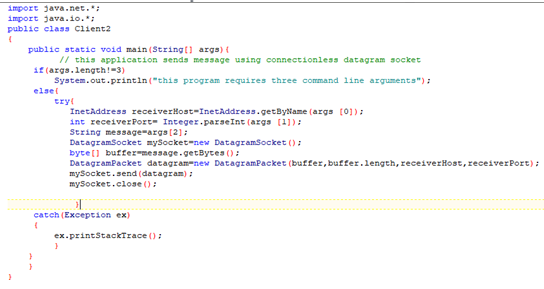 import java.net.*;
import java.io.*;
public class Client2
{
public static void main(String[] args){
// this application sends message using connectionless datagram socket
if(args.length!=3)
System.out.println("this program requires three command line arguments");
else{
try{
InetAddress receiverHost=InetAddress.getByName(args [0]);
int receiverPort= Integer.parseInt(args [1]);
String message=args[2];
DatagramSocket mySocket=new DatagramSocket();
byte[] buffer=message.getBytes();
DatagramPacket datagram=new DatagramPacket(buffer,buffer.length,receiverHost,receiverPort);
mySocket.send(datagram);
mySocket.close();
}
catch(Exception ex)
{
ex.printStackTrace();
}
}
}
}